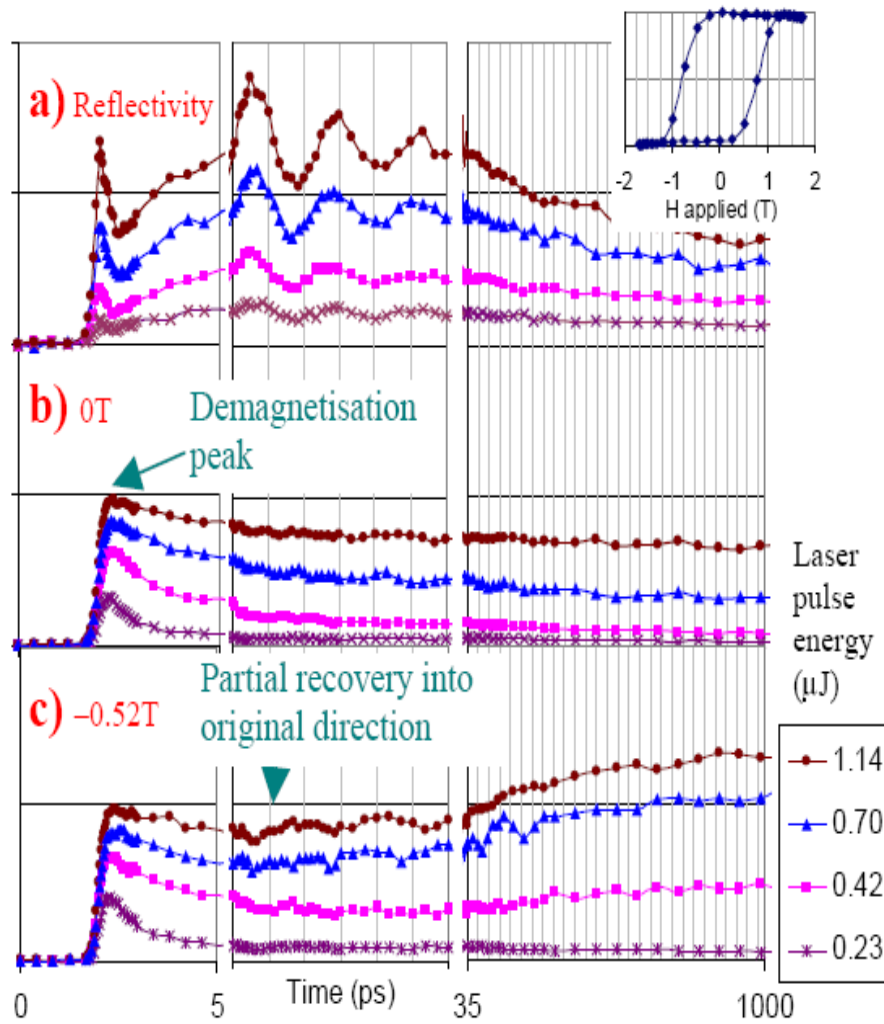 a) Reflectivity
-2 -1 0 1 2
H applied (T)
b) 0T
Demagnetisation
peak
Laser
pulse
energy
(µJ)
c) –0.52T
Partial recovery into
original direction
1.14
0.70
0.42
0.23
0 5 Time (ps) 35 1000